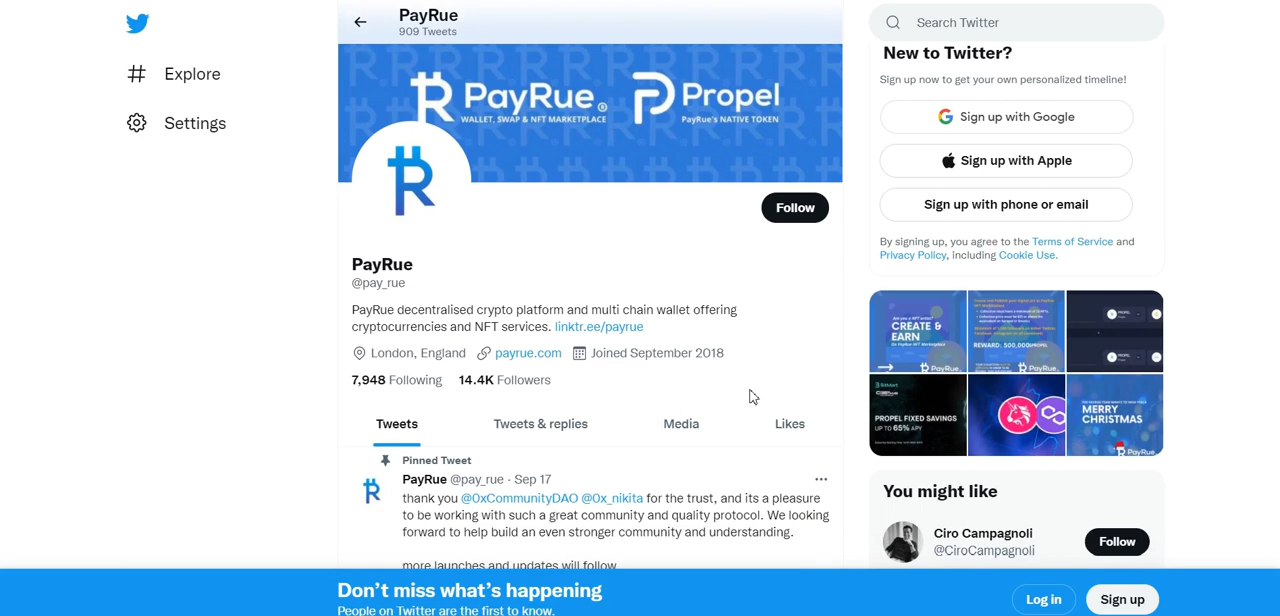 PayRue
909 Tweets
Search Twitter
Explore
Settings
PayRue®
WALLET, SWAP & NFT MARKETPLACE
Propel
PAYRUE's NATIVE TOKEN
Follow
PayRue
@pay_rue
PayRue decentralised crypto platform and multi chain wallet offering
cryptocurrencies and NFT services. linktr.ee/payrue
London, England payrue.com Joined September 2018
7,948 Following 14.4K Followers
Tweets Tweets & replies Media Likes
Pinned Tweet
PayRue @pay_rue · Sep 17
thank you @0xCommunityDAO @0x_nikita for the trust, and its a pleasure
to be working with such a great community and quality protocol. We looking
forward to help build an even stronger community and understanding.
more launches and updates will follow
New to Twitter?
Sign up now to get your own personalized timeline!
Sign up with Google
Sign up with Apple
Sign up with phone or email
By signing up, you agree to the Terms of Service and
Privacy Policy, including Cookie Use.
CREATE &
EARN
PayRue
REWARD: 500,000
PayRue
BITMART
PROPEL FIXED SAVINGS
UP TO 65% APY
MERRY
CHRISTMAS
PayRue
You might like
Ciro Campagnoli
@CiroCampagnoli
Follow
Don't miss what's happening
People on Twitter are the first to know.
Log in
Sign up